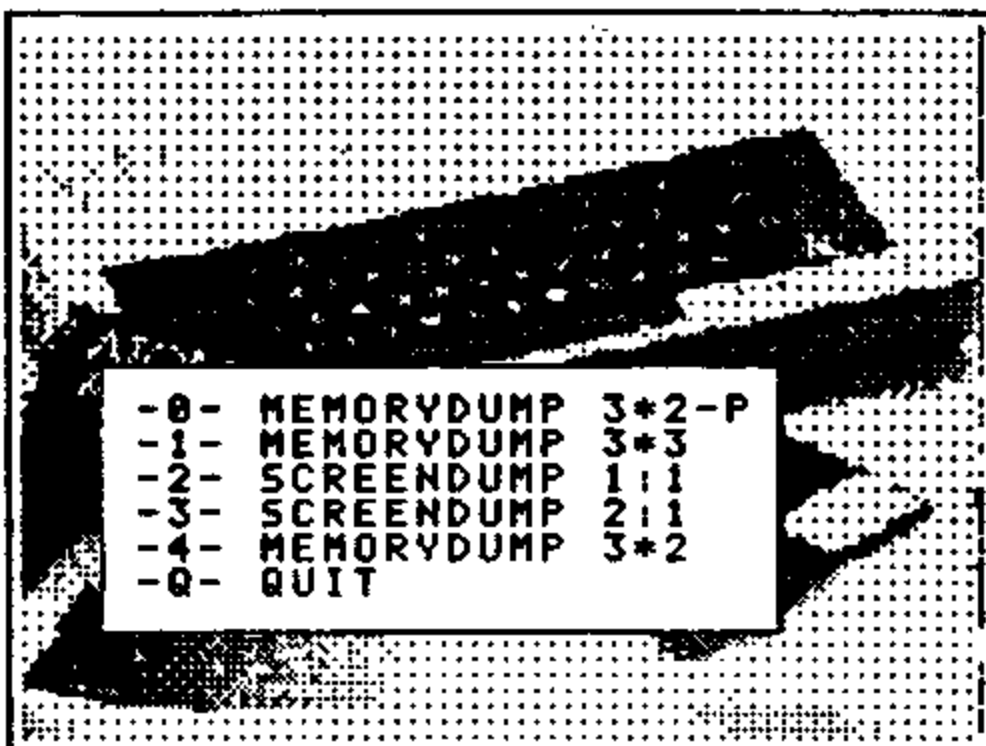 -0- MEMORYDUMP 3*2-P
-1- MEMORYDUMP 3*3
-2- SCREENDUMP 1:1
-3- SCREENDUMP 2:1
-4- MEMORYDUMP 3*2
-Q- QUIT